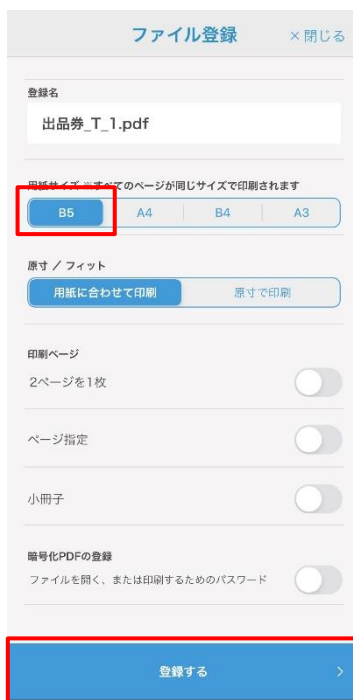 ファイル登録 ×閉じる
登録名
出品券_T_1.pdf
用紙サイズ ※すべてのページが同じサイズで印刷されます
B5 A4 B4 A3
原寸 / フィット
用紙に合わせて印刷 原寸で印刷
印刷ページ
2ページを1枚
ページ指定
小冊子
暗号化PDFの登録
ファイルを開く、または印刷するためのパスワード
登録する